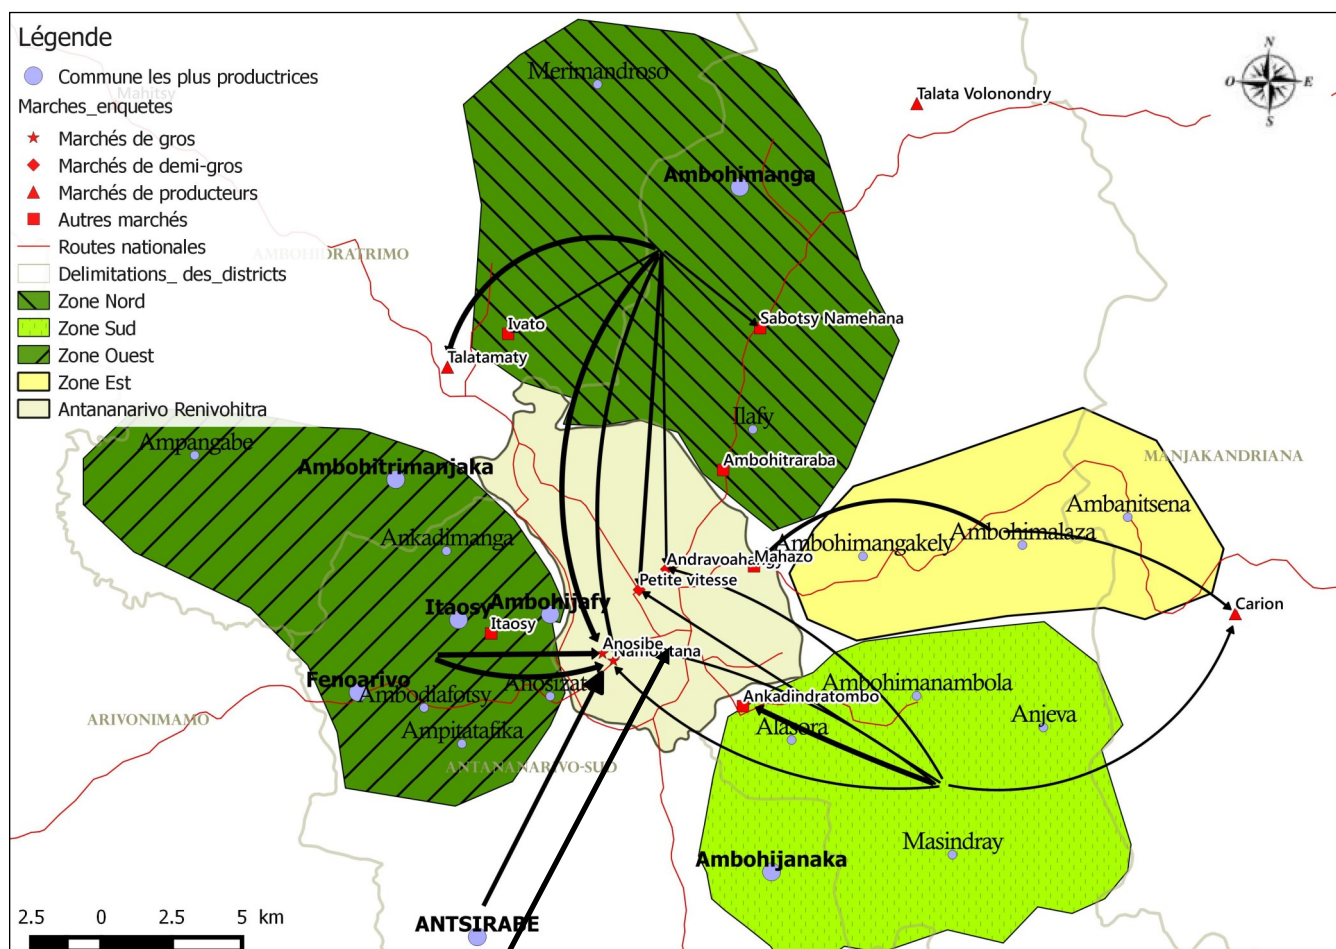 Légende
Commune les plus productrices
Mahitsy
Marches_enquetes
Marchés de gros
Marchés de demi-gros
Marchés de producteurs
Autres marchés
Routes nationales
Delimitations_ des_districts
Zone Nord
Zone Sud
Zone Ouest
Zone Est
Antananarivo Renivohitra
N
O
E
S
Merimandroso
Talata Volonondry
Ambohimanga
AMBOHIDRATRIMO
Ivato
Sabotsy Namehana
Talatamaty
Ilafy
Ampangabe
Ambohitrimanjaka
Ambohitraraba
MANJAKANDRIANA
Ambanitsena
Ankadimanga
Ambohimangakely
Ambohimalaza
Mahazo
Petite vitesse
Itaosy
Ambohijafy
Itaosy
Carion
Anosibe
Fenoarivo
Ambodiafotsy
Ankadindratombo
Ambohimanambola
Anjeva
ARIVONIMAMO
Ampitatafika
Alasora
ANTANANARIVO-SUD
Masindray
Ambohijanaka
ANTSIRABE
2.5 0 2.5 5 km